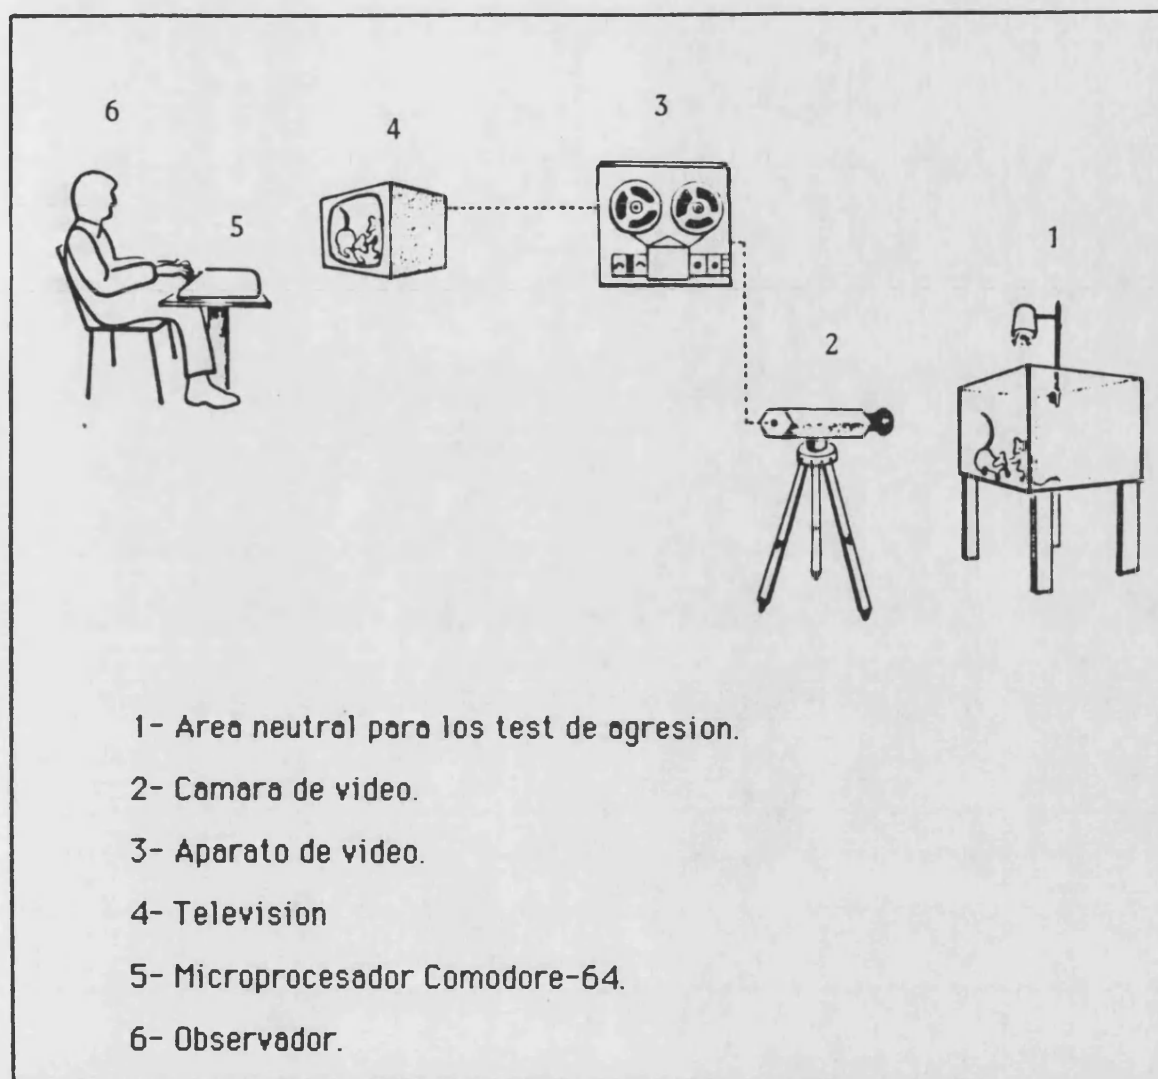 6
4
3
5
1
2
1- Area neutral para los test de agresion.
2- Camara de video.
3- Aparato de video.
4- Television
5- Microprocesador Comodore-64.
6- Observador.